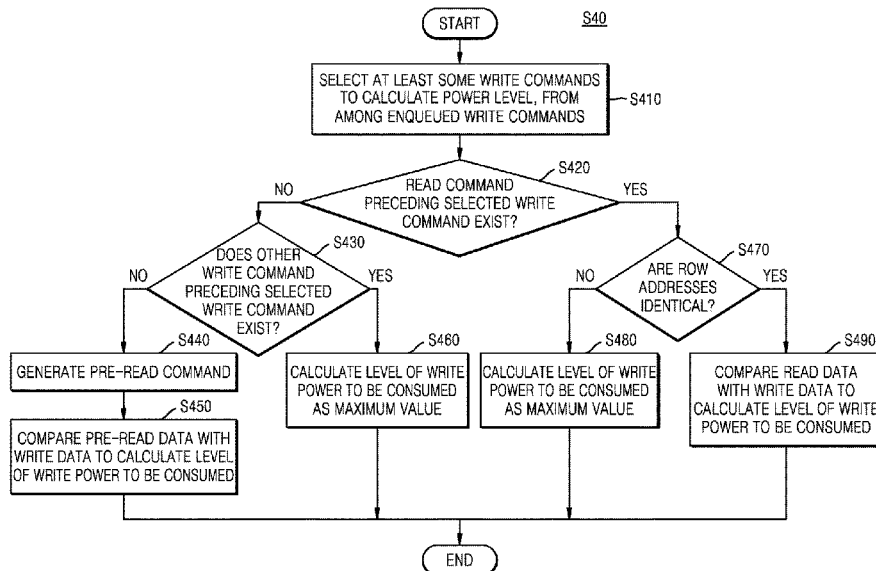 START
S40
SELECT AT LEAST SOME WRITE COMMANDS
TO CALCULATE POWER LEVEL, FROM
AMONG ENQUEUED WRITE COMMANDS
S410
S420
NO
READ COMMAND
PRECEDING SELECTED WRITE
COMMAND EXIST?
YES
S430
NO
DOES OTHER
WRITE COMMAND
PRECEDING SELECTED
WRITE COMMAND
EXIST?
YES
S470
NO
ARE ROW
ADDRESSES
IDENTICAL?
YES
S440
GENERATE PRE-READ COMMAND
S450
COMPARE PRE-READ DATA WITH
WRITE DATA TO CALCULATE LEVEL
OF WRITE POWER TO BE CONSUMED
S460
CALCULATE LEVEL OF WRITE
POWER TO BE CONSUMED
AS MAXIMUM VALUE
S480
CALCULATE LEVEL OF WRITE
POWER TO BE CONSUMED
AS MAXIMUM VALUE
S490
COMPARE READ DATA
WITH WRITE DATA TO
CALCULATE LEVEL OF WRITE
POWER TO BE CONSUMED
END